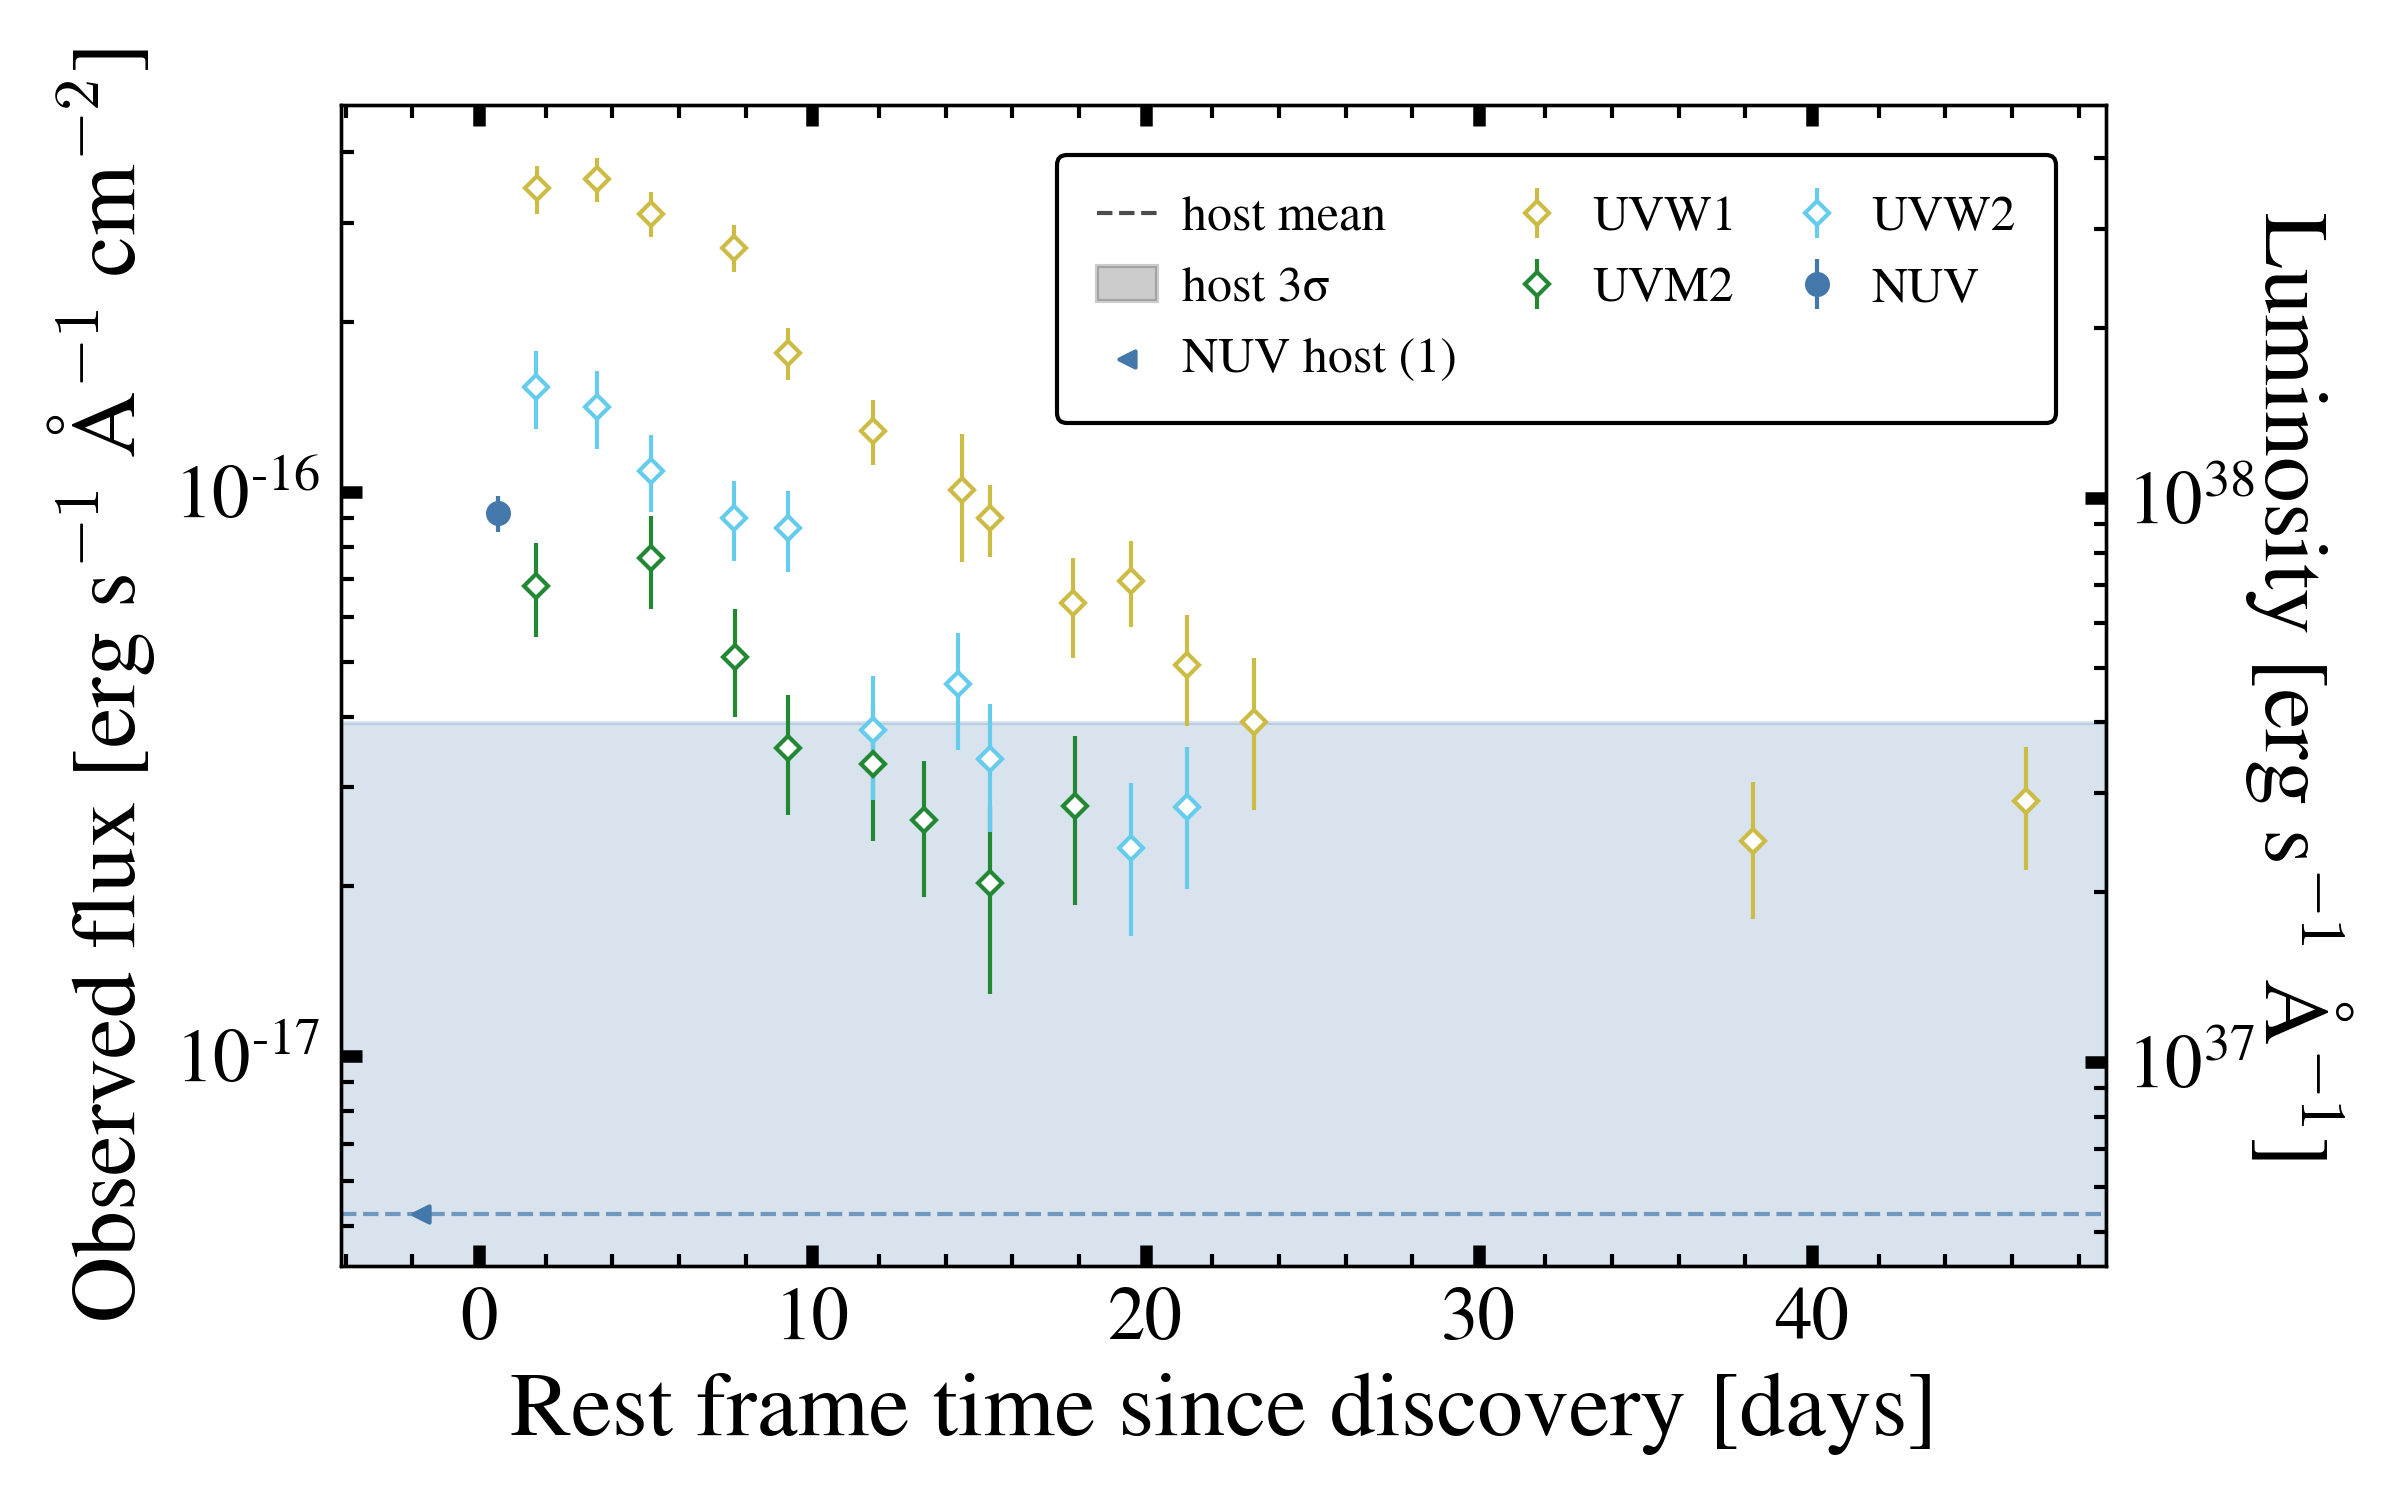 Observed flux [erg s⁻¹ Å⁻¹ cm⁻²]
10⁻¹⁶
10⁻¹⁷
host mean
host 3σ
NUV host (1)
UVW1
UVM2
UVW2
NUV
10³⁸
10³⁷
Luminosity [erg s⁻¹ Å⁻¹]
0 10 20 30 40
Rest frame time since discovery [days]